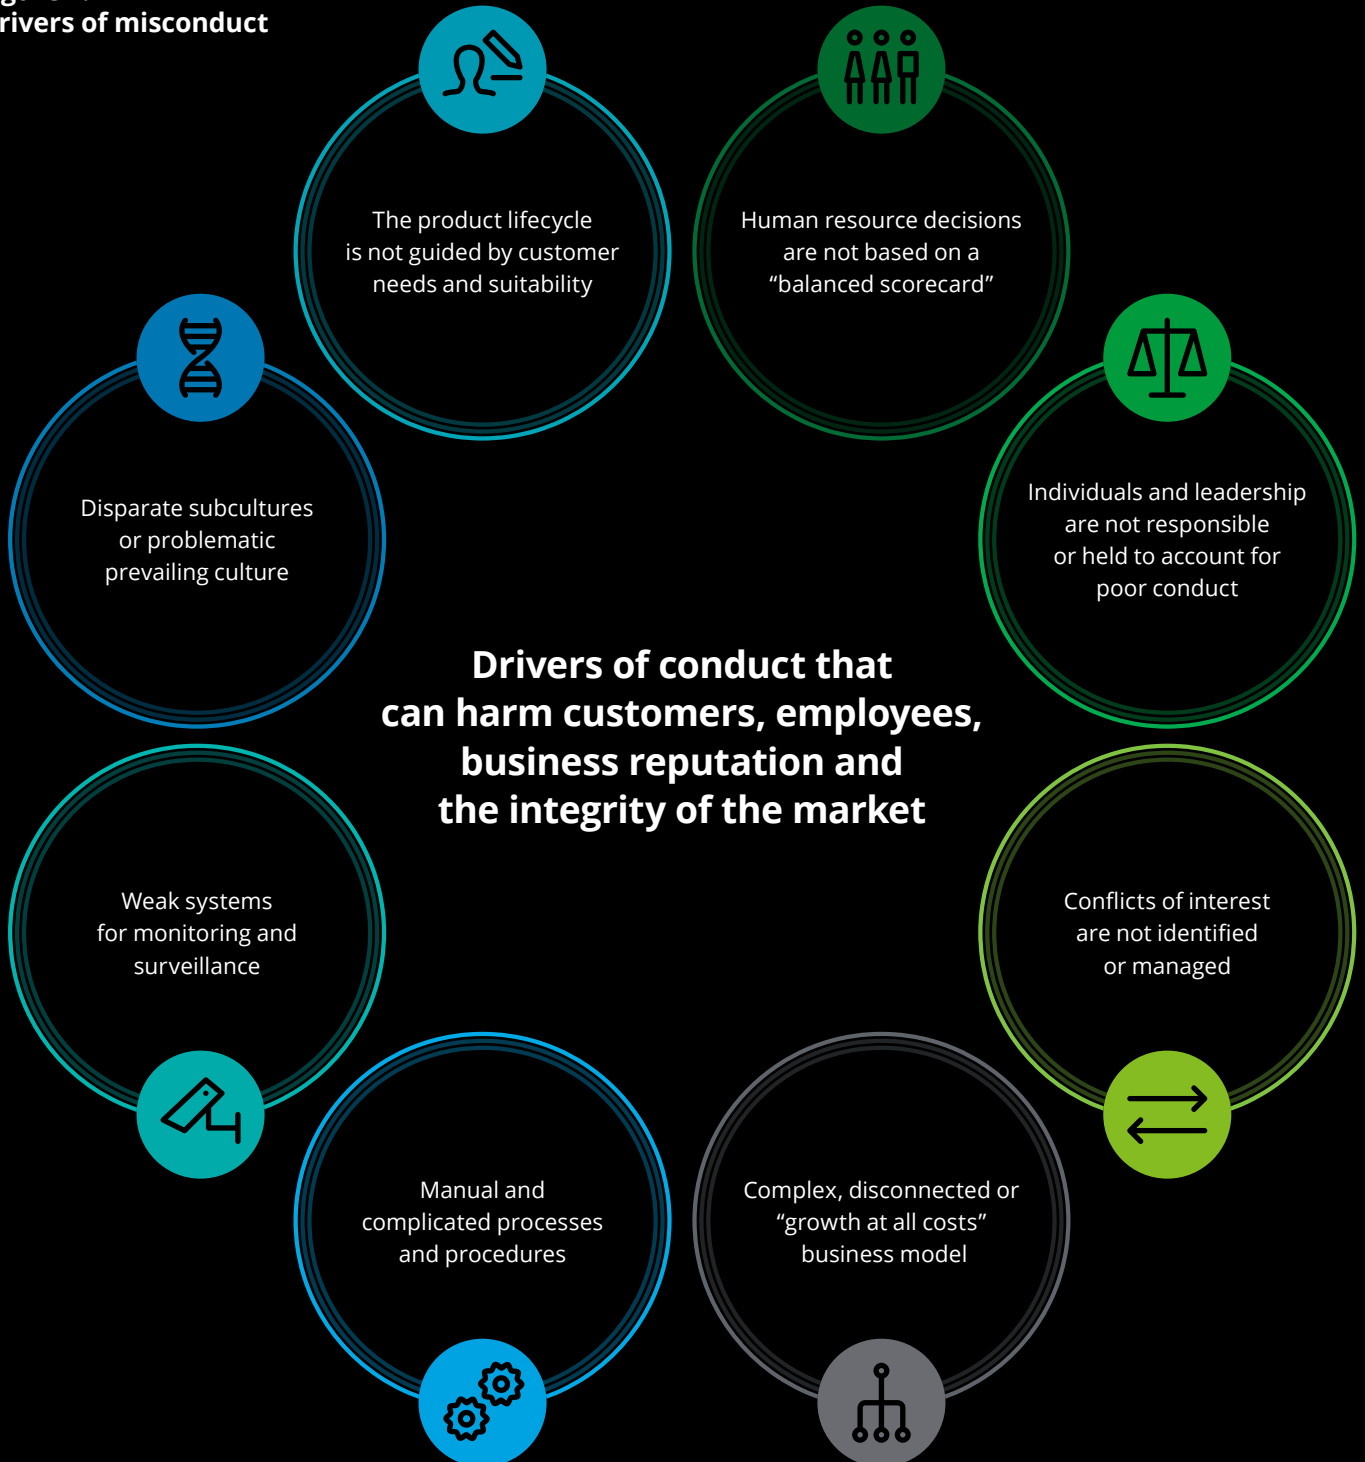 rivers of misconduct
The product lifecycle
is not guided by customer
needs and suitability
Human resource decisions
are not based on a
“balanced scorecard”
Disparate subcultures
or problematic
prevailing culture
Individuals and leadership
are not responsible
or held to account for
poor conduct
Drivers of conduct that
can harm customers, employees,
business reputation and
the integrity of the market
Weak systems
for monitoring and
surveillance
Conflicts of interest
are not identified
or managed
Manual and
complicated processes
and procedures
Complex, disconnected or
“growth at all costs”
business model